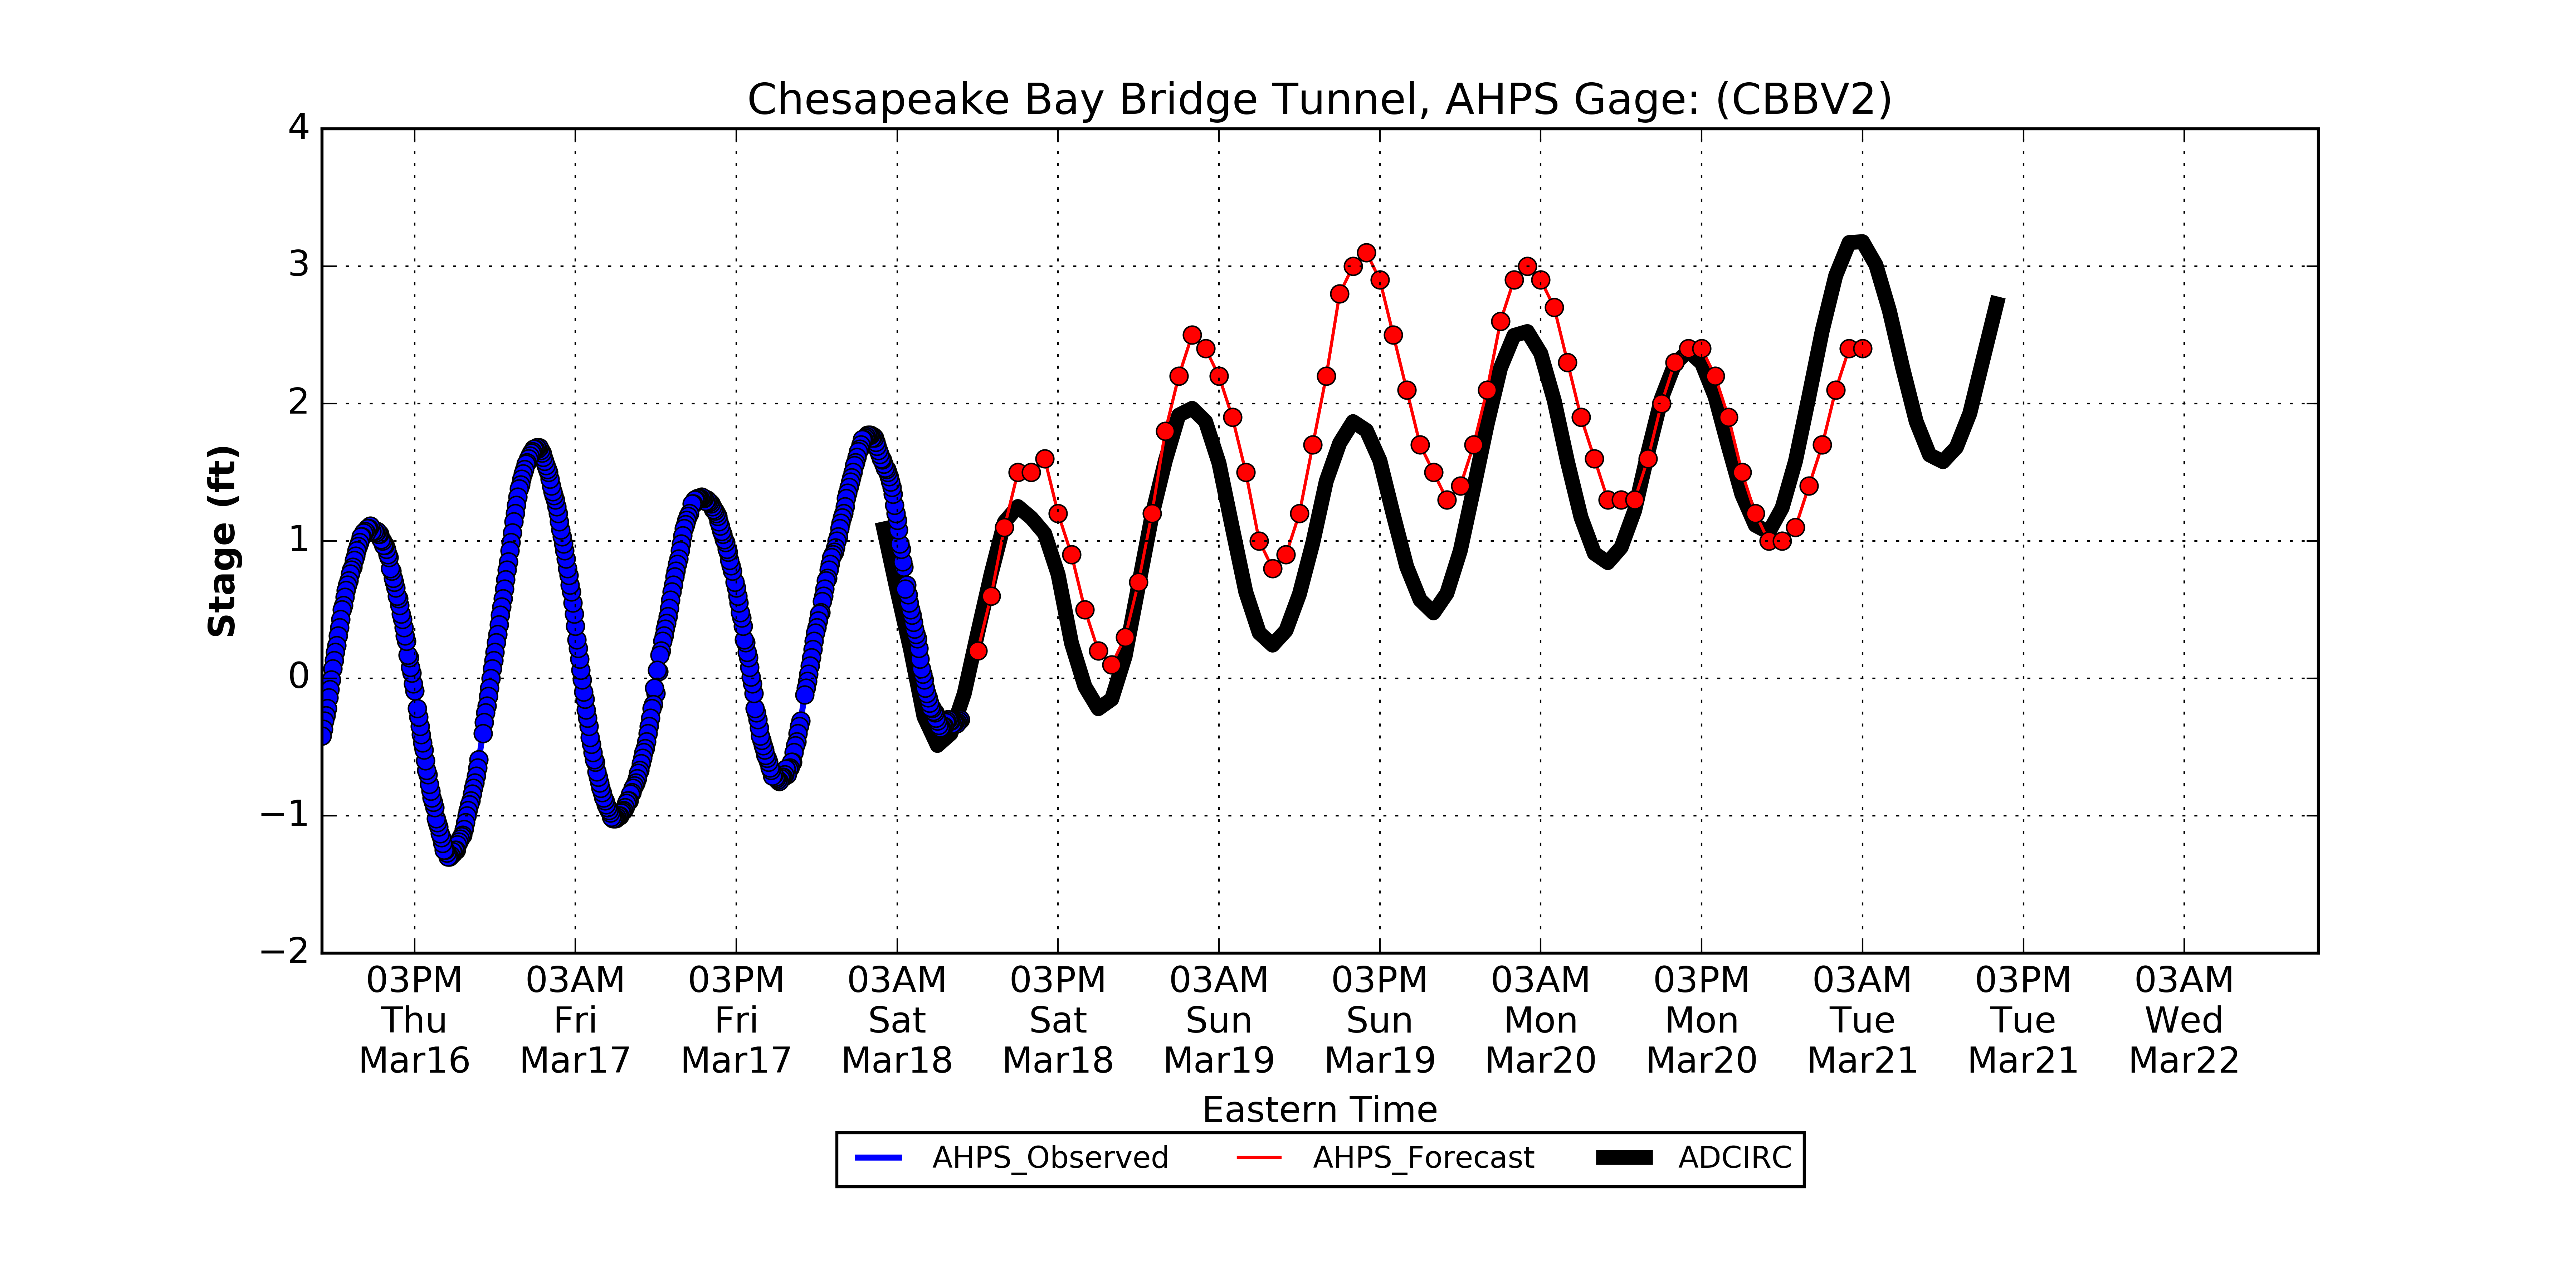 Chesapeake Bay Bridge Tunnel, AHPS Gage: (CBBV2)
4
3
2
1
0
−1
−2
Stage (ft)
03PM 03AM 03PM 03AM 03PM 03AM 03PM 03AM 03PM 03AM 03PM 03AM
Thu Fri Fri Sat Sat Sun Sun Mon Mon Tue Tue Wed
Mar16 Mar17 Mar17 Mar18 Mar18 Mar19 Mar19 Mar20 Mar20 Mar21 Mar21 Mar22
Eastern Time
AHPS_Observed AHPS_Forecast ADCIRC